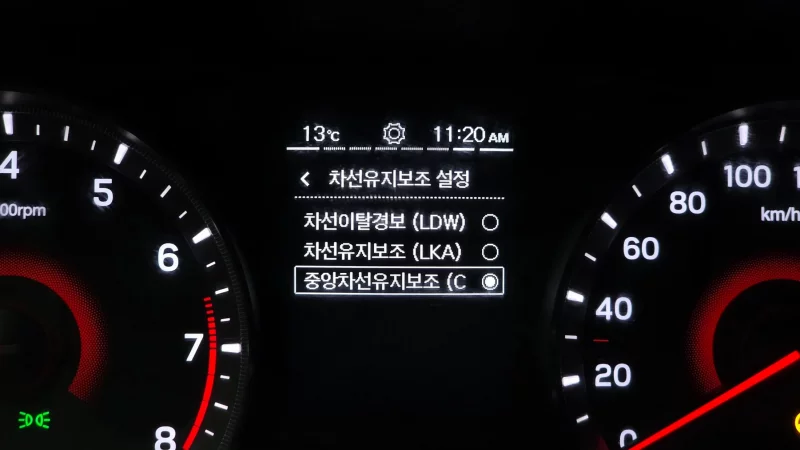 13℃ 11:20 AM
차선유지보조 설정
차선이탈경보 (LDW)
차선유지보조 (LKA)
중앙차선유지보조 (C
4
5
6
7
8
00rpm
100
80
60
40
20
0
km/h